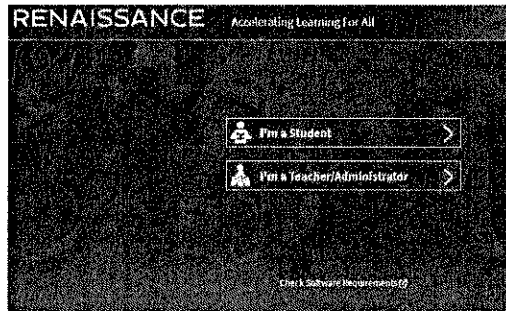 RENAISSANCE
Accelerating Learning For All
I'm a Student
I'm a Teacher/Administrator
Check Software Requirements